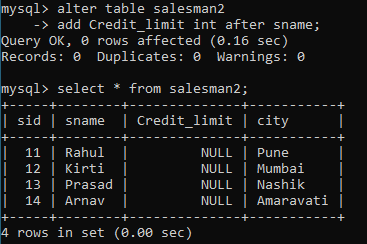 mysql> alter table salesman2
    -> add Credit_limit int after sname;
Query OK, 0 rows affected (0.16 sec)
Records: 0  Duplicates: 0  Warnings: 0

mysql> select * from salesman2;
+-----+--------+--------------+-----------+
| sid | sname  | Credit_limit | city      |
+-----+--------+--------------+-----------+
|  11 | Rahul  |         NULL | Pune      |
|  12 | Kirti  |         NULL | Mumbai    |
|  13 | Prasad |         NULL | Nashik    |
|  14 | Arnav  |         NULL | Amaravati |
+-----+--------+--------------+-----------+
4 rows in set (0.00 sec)